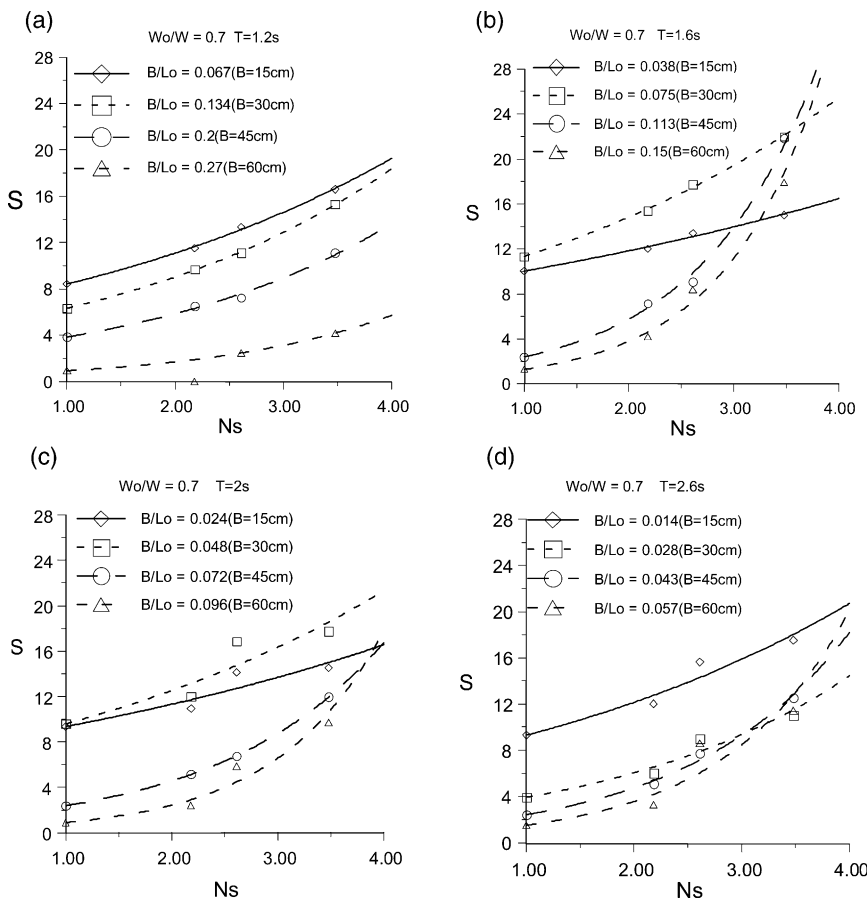 (a)
Wo/W = 0.7 T=1.2s
B/Lo = 0.067(B=15cm)
B/Lo = 0.134(B=30cm)
B/Lo = 0.2(B=45cm)
B/Lo = 0.27(B=60cm)
28
24
20
16
12
8
4
0
S
1.00 2.00 3.00 4.00
Ns
(b)
Wo/W = 0.7 T=1.6s
B/Lo = 0.038(B=15cm)
B/Lo = 0.075(B=30cm)
B/Lo = 0.113(B=45cm)
B/Lo = 0.15(B=60cm)
28
24
20
16
12
8
4
0
S
1.00 2.00 3.00 4.00
Ns
(c)
Wo/W = 0.7 T=2s
B/Lo = 0.024(B=15cm)
B/Lo = 0.048(B=30cm)
B/Lo = 0.072(B=45cm)
B/Lo = 0.096(B=60cm)
28
24
20
16
12
8
4
0
S
1.00 2.00 3.00 4.00
Ns
(d)
Wo/W = 0.7 T=2.6s
B/Lo = 0.014(B=15cm)
B/Lo = 0.028(B=30cm)
B/Lo = 0.043(B=45cm)
B/Lo = 0.057(B=60cm)
28
24
20
16
12
8
4
0
S
1.00 2.00 3.00 4.00
Ns